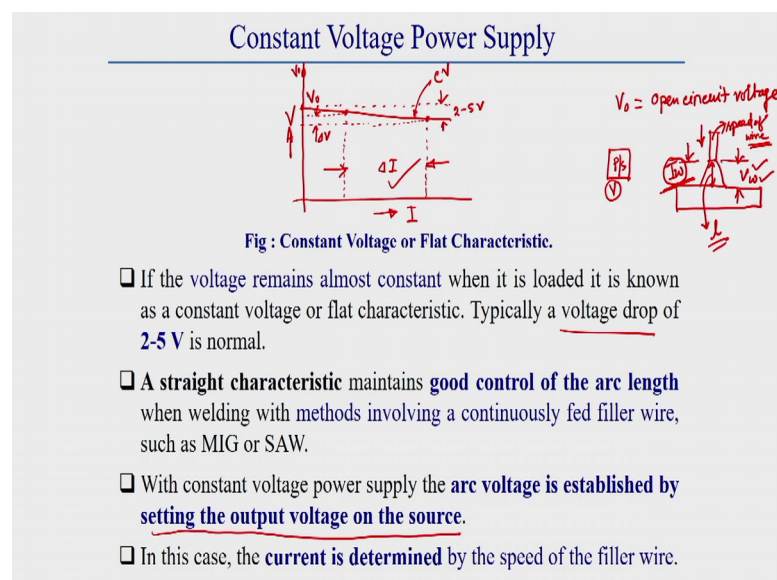 Constant Voltage Power Supply
V₀
V₀
CV
2-5V
V
ΔV
ΔI
→ I
V₀ = open circuit voltage
speed of
wire
P/s
V
Iw
Vw
l
Fig : Constant Voltage or Flat Characteristic.
❑ If the voltage remains almost constant when it is loaded it is known
as a constant voltage or flat characteristic. Typically a voltage drop of
2-5 V is normal.
❑ A straight characteristic maintains good control of the arc length
when welding with methods involving a continuously fed filler wire,
such as MIG or SAW.
❑ With constant voltage power supply the arc voltage is established by
setting the output voltage on the source.
❑ In this case, the current is determined by the speed of the filler wire.